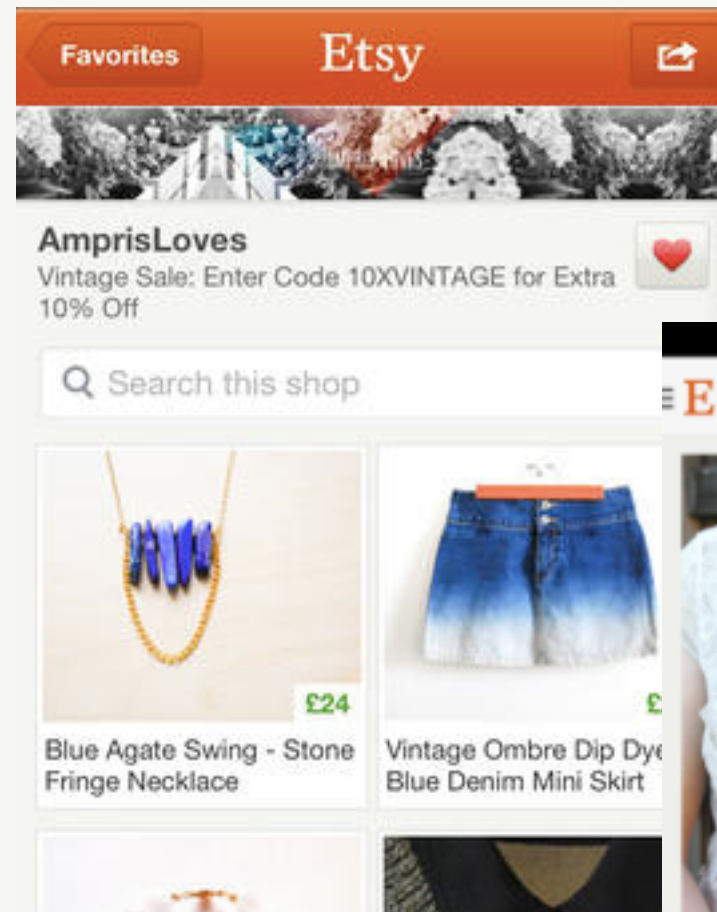 Favorites
Etsy
AmprisLoves
Vintage Sale: Enter Code 10XVINTAGE for Extra
10% Off
Search this shop
E
£24
£
Blue Agate Swing - Stone
Fringe Necklace
Vintage Ombre Dip Dye
Blue Denim Mini Skirt